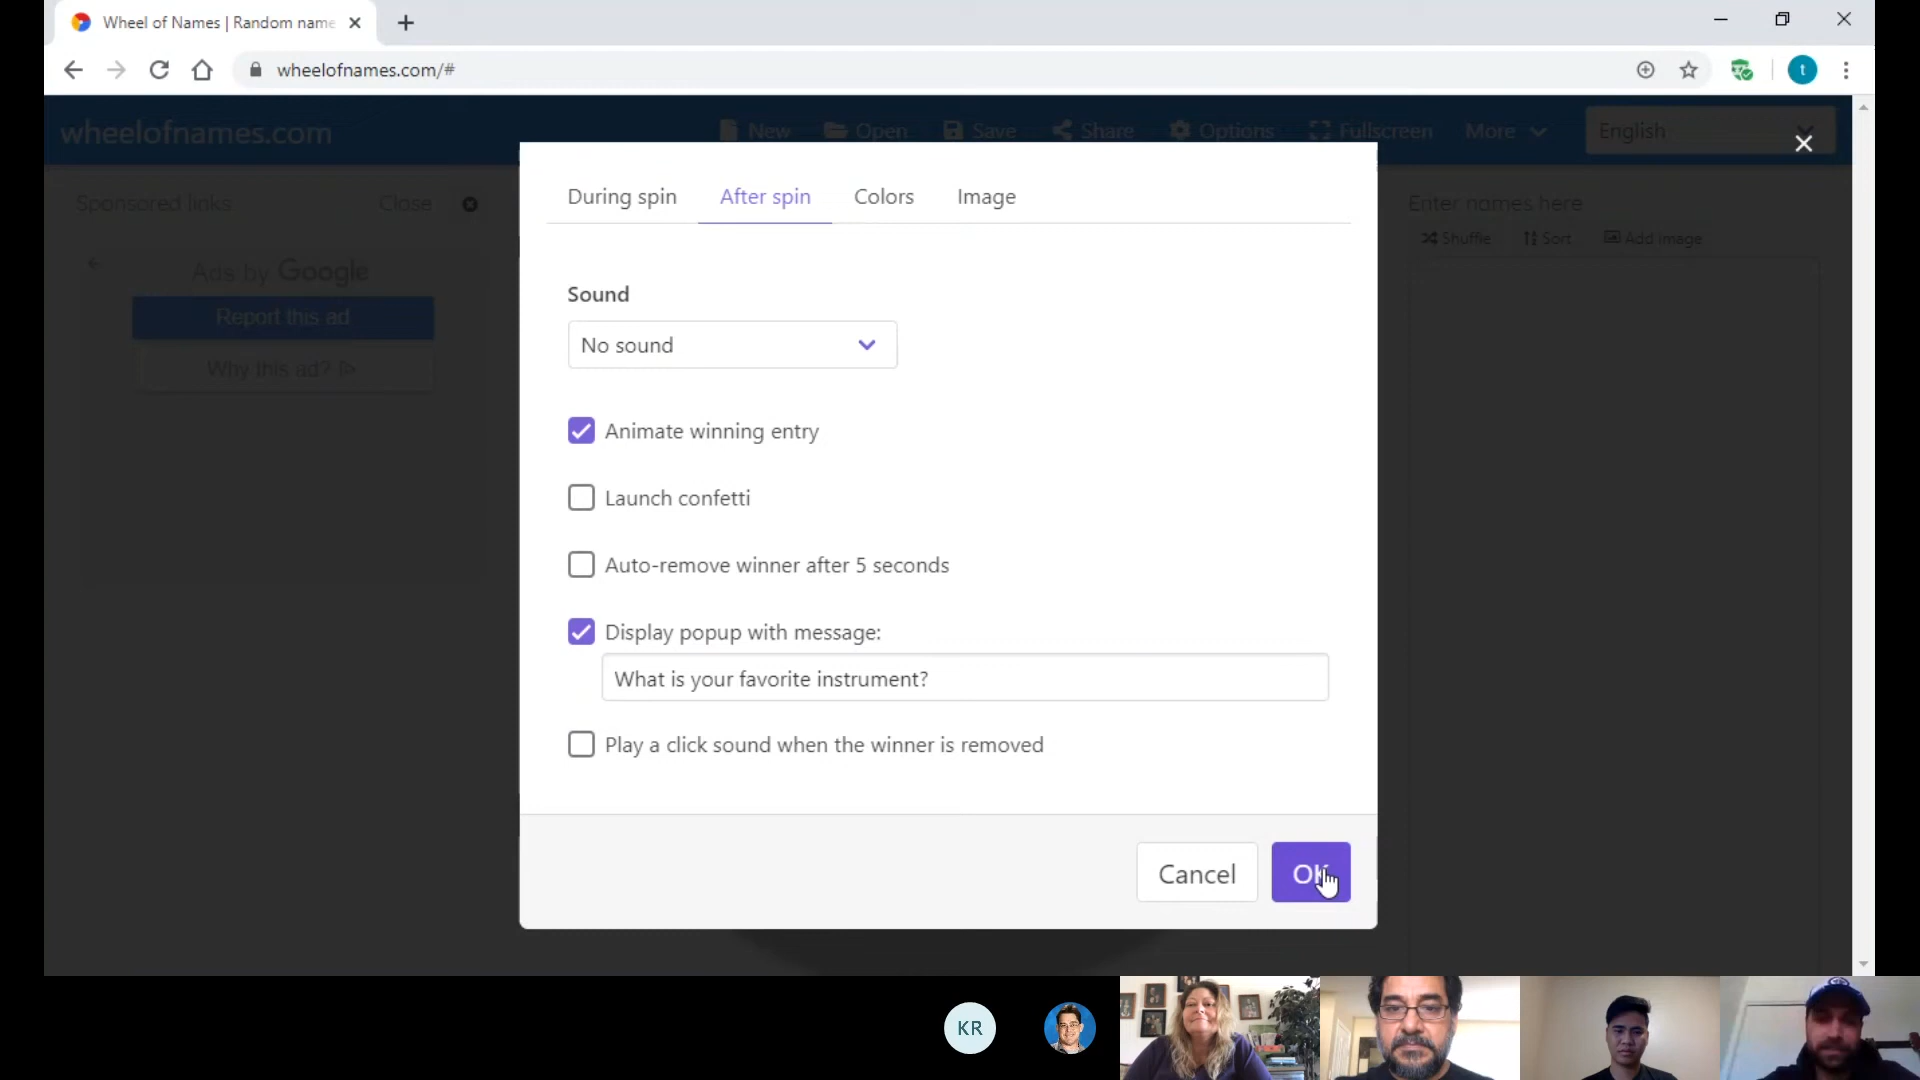 Wheel of Names | Random name
wheelofnames.com/#
t
wheelofnames.com
New
Open
Save
Share
Options
Fullscreen
More
English
Sponsored links
Close
Ads by Google
Report this ad
Why this ad?
Enter names here
Shuffle
Sort
Add image
During spin
After spin
Colors
Image
Sound
No sound
Animate winning entry
Launch confetti
Auto-remove winner after 5 seconds
Display popup with message:
What is your favorite instrument?
Play a click sound when the winner is removed
Cancel
OK
KR